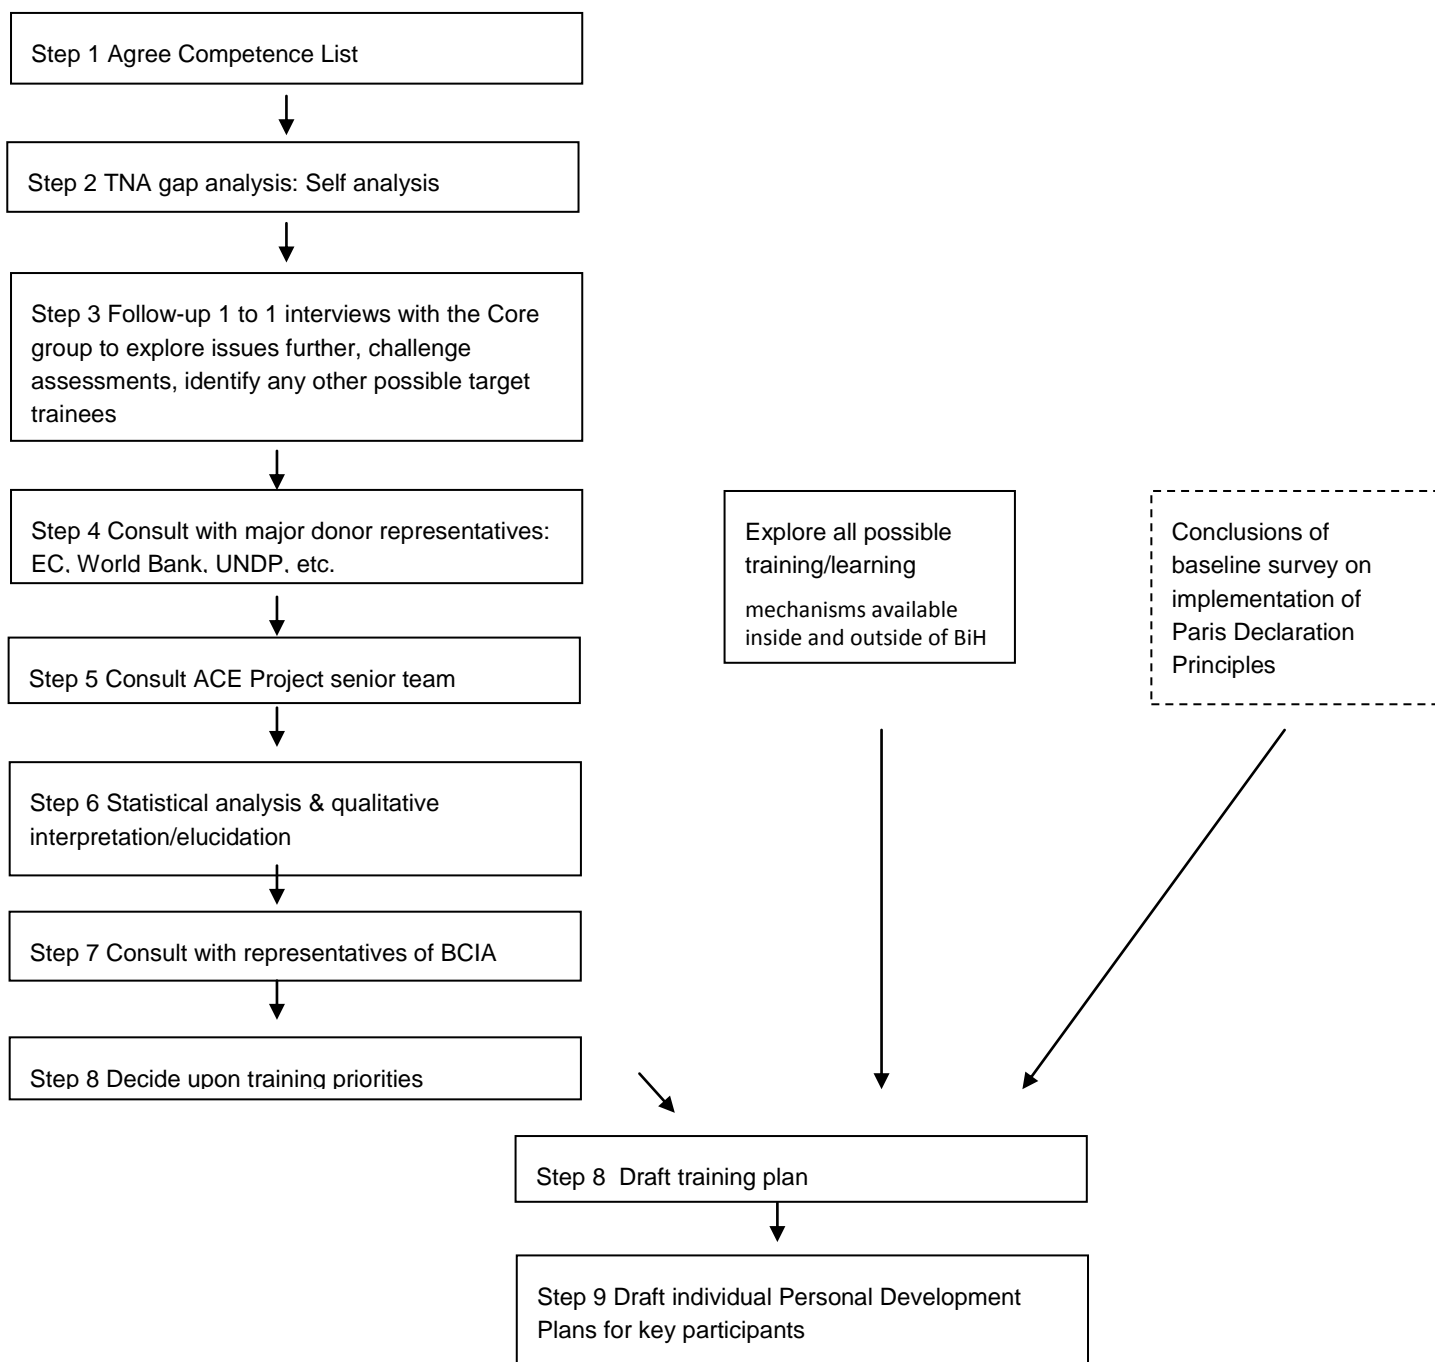 Step 1 Agree Competence List
Step 2 TNA gap analysis: Self analysis
Step 3 Follow-up 1 to 1 interviews with the Core
group to explore issues further, challenge
assessments, identify any other possible target
trainees
Step 4 Consult with major donor representatives:
EC, World Bank, UNDP, etc.
Explore all possible
training/learning
mechanisms available
inside and outside of BiH
Conclusions of
baseline survey on
implementation of
Paris Declaration
Principles
Step 5 Consult ACE Project senior team
Step 6 Statistical analysis & qualitative
interpretation/elucidation
Step 7 Consult with representatives of BCIA
Step 8 Decide upon training priorities
Step 8  Draft training plan
Step 9 Draft individual Personal Development
Plans for key participants